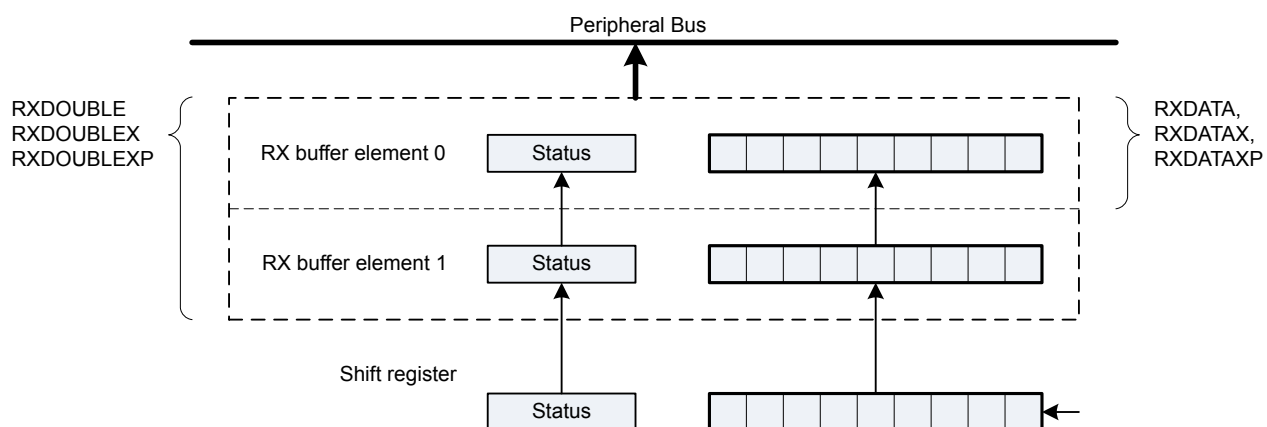 Peripheral Bus
RXDOUBLE
RXDOUBLEX
RXDOUBLEXP
RXDATA,
RXDATAX,
RXDATAXP
RX buffer element 0
Status
RX buffer element 1
Status
Shift register
Status